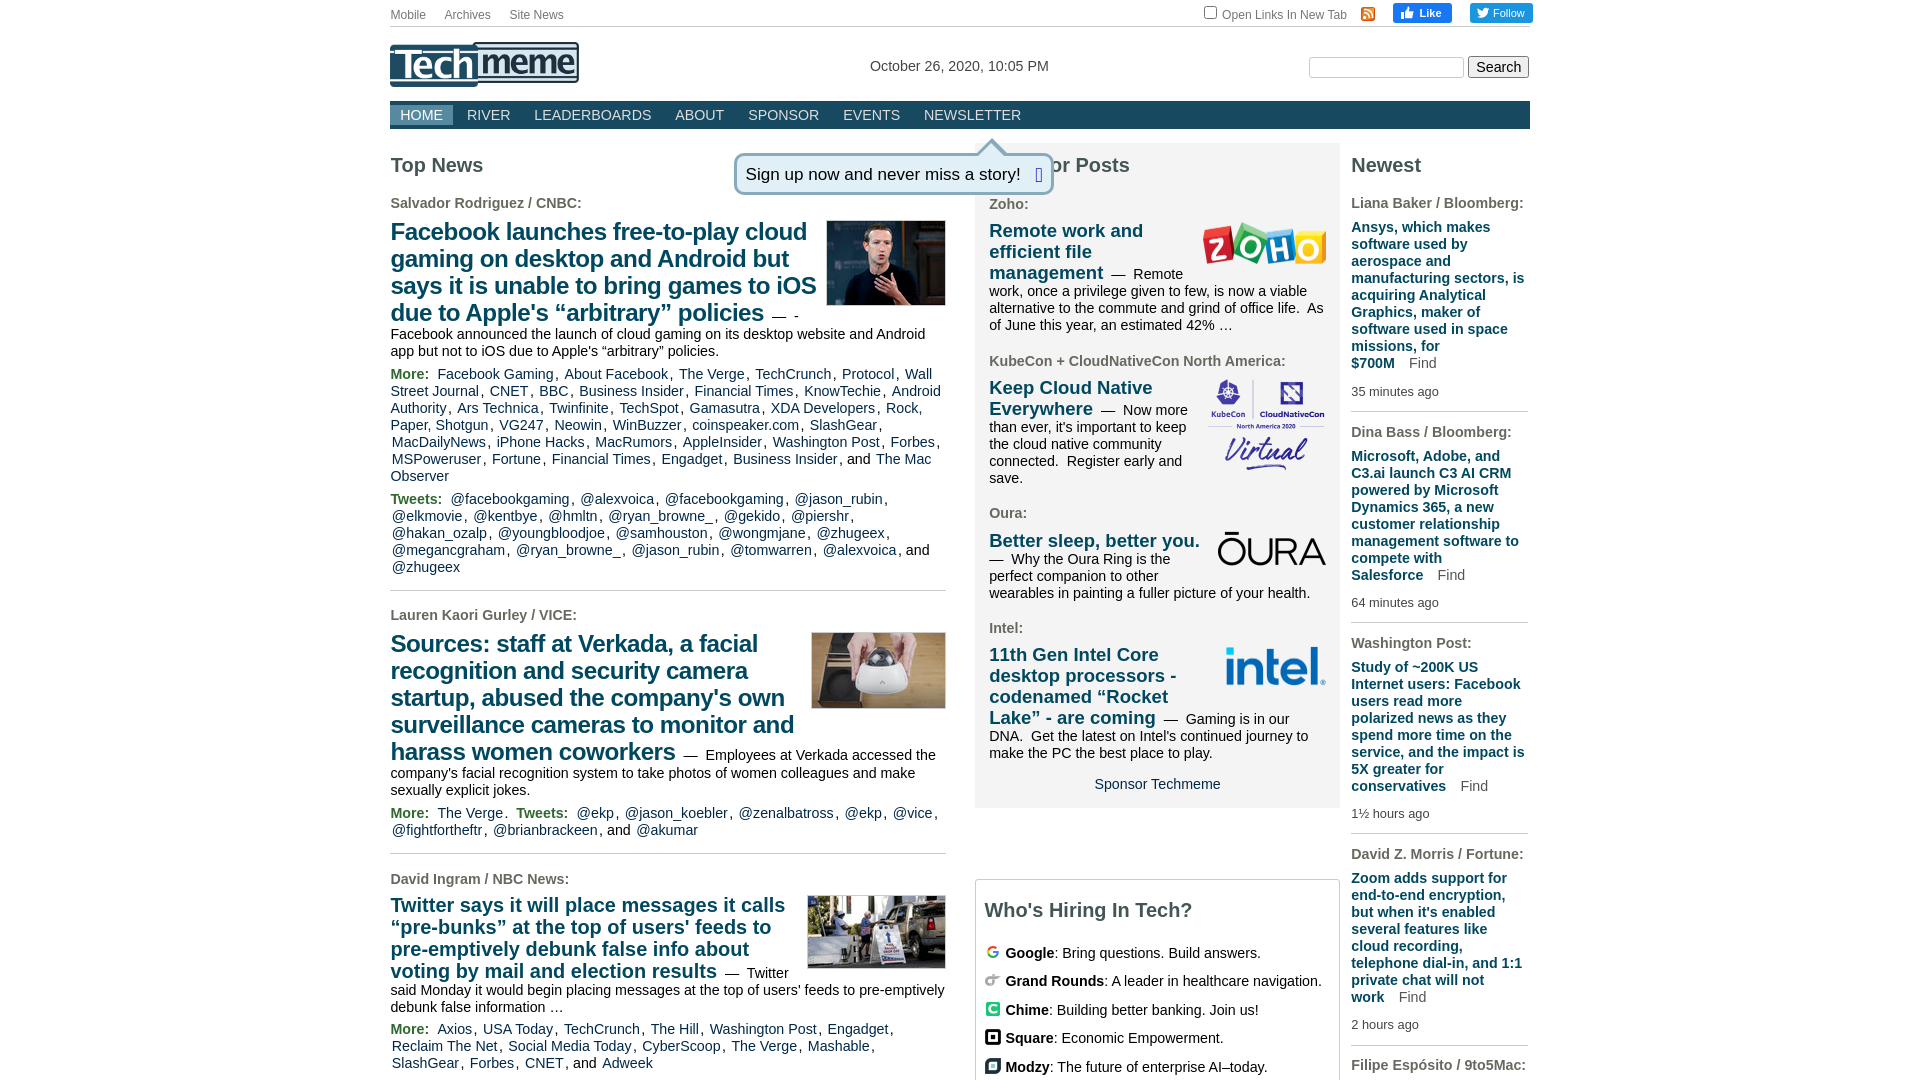 Mobile Archives Site News
Open Links In New Tab Like Follow
Techmeme
October 26, 2020, 10:05 PM
Search
HOME RIVER LEADERBOARDS ABOUT SPONSOR EVENTS NEWSLETTER
Sign up now and never miss a story!
Top News
Salvador Rodriguez / CNBC:
Facebook launches free-to-play cloud
gaming on desktop and Android but
says it is unable to bring games to iOS
due to Apple's “arbitrary” policies — -
Facebook announced the launch of cloud gaming on its desktop website and Android
app but not to iOS due to Apple's “arbitrary” policies.
More: Facebook Gaming, About Facebook, The Verge, TechCrunch, Protocol, Wall
Street Journal, CNET, BBC, Business Insider, Financial Times, KnowTechie, Android
Authority, Ars Technica, Twinfinite, TechSpot, Gamasutra, XDA Developers, Rock,
Paper, Shotgun, VG247, Neowin, WinBuzzer, coinspeaker.com, SlashGear,
MacDailyNews, iPhone Hacks, MacRumors, AppleInsider, Washington Post, Forbes,
MSPoweruser, Fortune, Financial Times, Engadget, Business Insider, and The Mac
Observer
Tweets: @facebookgaming, @alexvoica, @facebookgaming, @jason_rubin,
@elkmovie, @kentbye, @hmltn, @ryan_browne_, @gekido, @piershr,
@hakan_ozalp, @youngbloodjoe, @samhouston, @wongmjane, @zhugeex,
@megancgraham, @ryan_browne_, @jason_rubin, @tomwarren, @alexvoica, and
@zhugeex
Lauren Kaori Gurley / VICE:
Sources: staff at Verkada, a facial
recognition and security camera
startup, abused the company's own
surveillance cameras to monitor and
harass women coworkers — Employees at Verkada accessed the
company's facial recognition system to take photos of women colleagues and make
sexually explicit jokes.
More: The Verge. Tweets: @ekp, @jason_koebler, @zenalbatross, @ekp, @vice,
@fightfortheftr, @brianbrackeen, and @akumar
David Ingram / NBC News:
Twitter says it will place messages it calls
“pre-bunks” at the top of users' feeds to
pre-emptively debunk false info about
voting by mail and election results — Twitter
said Monday it would begin placing messages at the top of users' feeds to pre-emptively
debunk false information …
More: Axios, USA Today, TechCrunch, The Hill, Washington Post, Engadget,
Reclaim The Net, Social Media Today, CyberScoop, The Verge, Mashable,
SlashGear, Forbes, CNET, and Adweek
or Posts
Zoho:
ZOHO
Remote work and
efficient file
management — Remote
work, once a privilege given to few, is now a viable
alternative to the commute and grind of office life. As
of June this year, an estimated 42% …
KubeCon + CloudNativeCon North America:
KubeCon CloudNativeCon
North America 2020
Virtual
Keep Cloud Native
Everywhere — Now more
than ever, it's important to keep
the cloud native community
connected. Register early and
save.
Oura:
ŌURA
Better sleep, better you.
— Why the Oura Ring is the
perfect companion to other
wearables in painting a fuller picture of your health.
Intel:
intel.
11th Gen Intel Core
desktop processors -
codenamed “Rocket
Lake” - are coming — Gaming is in our
DNA. Get the latest on Intel's continued journey to
make the PC the best place to play.
Sponsor Techmeme
Who's Hiring In Tech?
Google: Bring questions. Build answers.
Grand Rounds: A leader in healthcare navigation.
Chime: Building better banking. Join us!
Square: Economic Empowerment.
Modzy: The future of enterprise AI–today.
Newest
Liana Baker / Bloomberg:
Ansys, which makes
software used by
aerospace and
manufacturing sectors, is
acquiring Analytical
Graphics, maker of
software used in space
missions, for
$700M Find
35 minutes ago
Dina Bass / Bloomberg:
Microsoft, Adobe, and
C3.ai launch C3 AI CRM
powered by Microsoft
Dynamics 365, a new
customer relationship
management software to
compete with
Salesforce Find
64 minutes ago
Washington Post:
Study of ~200K US
Internet users: Facebook
users read more
polarized news as they
spend more time on the
service, and the impact is
5X greater for
conservatives Find
1½ hours ago
David Z. Morris / Fortune:
Zoom adds support for
end-to-end encryption,
but when it's enabled
several features like
cloud recording,
telephone dial-in, and 1:1
private chat will not
work Find
2 hours ago
Filipe Espósito / 9to5Mac: